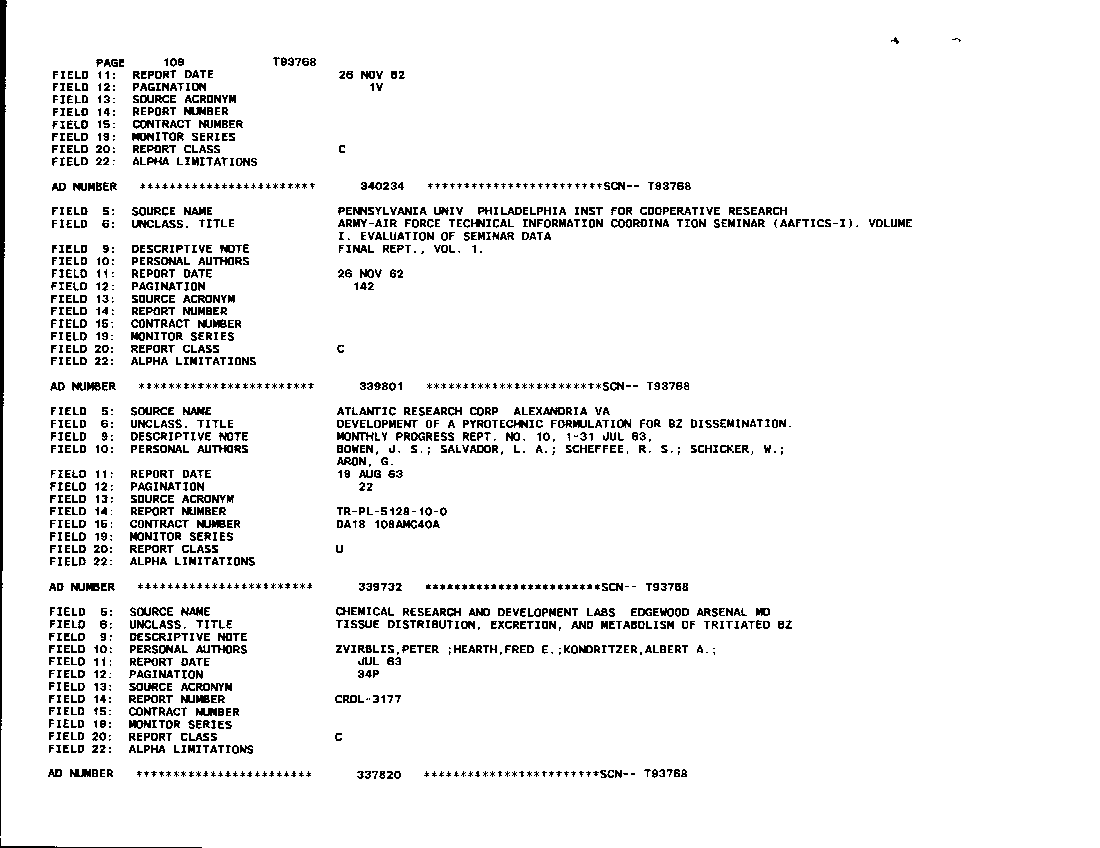 PAGE 109 T93768
FIELD 11: REPORT DATE 26 NOV 62
FIELD 12: PAGINATION 1V
FIELD 13: SOURCE ACRONYM
FIELD 14: REPORT NUMBER
FIELD 15: CONTRACT NUMBER
FIELD 19: MONITOR SERIES
FIELD 20: REPORT CLASS C
FIELD 22: ALPHA LIMITATIONS
AD NUMBER ************************ 340234 ************************SCN-- T93768
FIELD 5: SOURCE NAME PENNSYLVANIA UNIV PHILADELPHIA INST FOR COOPERATIVE RESEARCH
FIELD 6: UNCLASS. TITLE ARMY-AIR FORCE TECHNICAL INFORMATION COORDINA TION SEMINAR (AAFTICS-I). VOLUME
I. EVALUATION OF SEMINAR DATA
FIELD 9: DESCRIPTIVE NOTE FINAL REPT., VOL. 1.
FIELD 10: PERSONAL AUTHORS
FIELD 11: REPORT DATE 26 NOV 62
FIELD 12: PAGINATION 142
FIELD 13: SOURCE ACRONYM
FIELD 14: REPORT NUMBER
FIELD 15: CONTRACT NUMBER
FIELD 19: MONITOR SERIES
FIELD 20: REPORT CLASS C
FIELD 22: ALPHA LIMITATIONS
AD NUMBER ************************ 339801 ************************SCN-- T93768
FIELD 5: SOURCE NAME ATLANTIC RESEARCH CORP ALEXANDRIA VA
FIELD 6: UNCLASS. TITLE DEVELOPMENT OF A PYROTECHNIC FORMULATION FOR BZ DISSEMINATION.
FIELD 9: DESCRIPTIVE NOTE MONTHLY PROGRESS REPT. NO. 10, 1-31 JUL 63,
FIELD 10: PERSONAL AUTHORS BOWEN, J. S.; SALVADOR, L. A.; SCHEFFEE, R. S.; SCHICKER, W.;
ARON, G.
FIELD 11: REPORT DATE 19 AUG 63
FIELD 12: PAGINATION 22
FIELD 13: SOURCE ACRONYM
FIELD 14: REPORT NUMBER TR-PL-5128-10-0
FIELD 15: CONTRACT NUMBER DA18 108AMC40A
FIELD 19: MONITOR SERIES
FIELD 20: REPORT CLASS U
FIELD 22: ALPHA LIMITATIONS
AD NUMBER ************************ 339732 ************************SCN-- T93768
FIELD 5: SOURCE NAME CHEMICAL RESEARCH AND DEVELOPMENT LABS EDGEWOOD ARSENAL MD
FIELD 6: UNCLASS. TITLE TISSUE DISTRIBUTION, EXCRETION, AND METABOLISM OF TRITIATED BZ
FIELD 9: DESCRIPTIVE NOTE
FIELD 10: PERSONAL AUTHORS ZVIRBLIS,PETER ;HEARTH,FRED E.;KONDRITZER,ALBERT A.;
FIELD 11: REPORT DATE JUL 63
FIELD 12: PAGINATION 34P
FIELD 13: SOURCE ACRONYM
FIELD 14: REPORT NUMBER CRDL-3177
FIELD 15: CONTRACT NUMBER
FIELD 19: MONITOR SERIES
FIELD 20: REPORT CLASS C
FIELD 22: ALPHA LIMITATIONS
AD NUMBER ************************ 337820 ************************SCN-- T93768